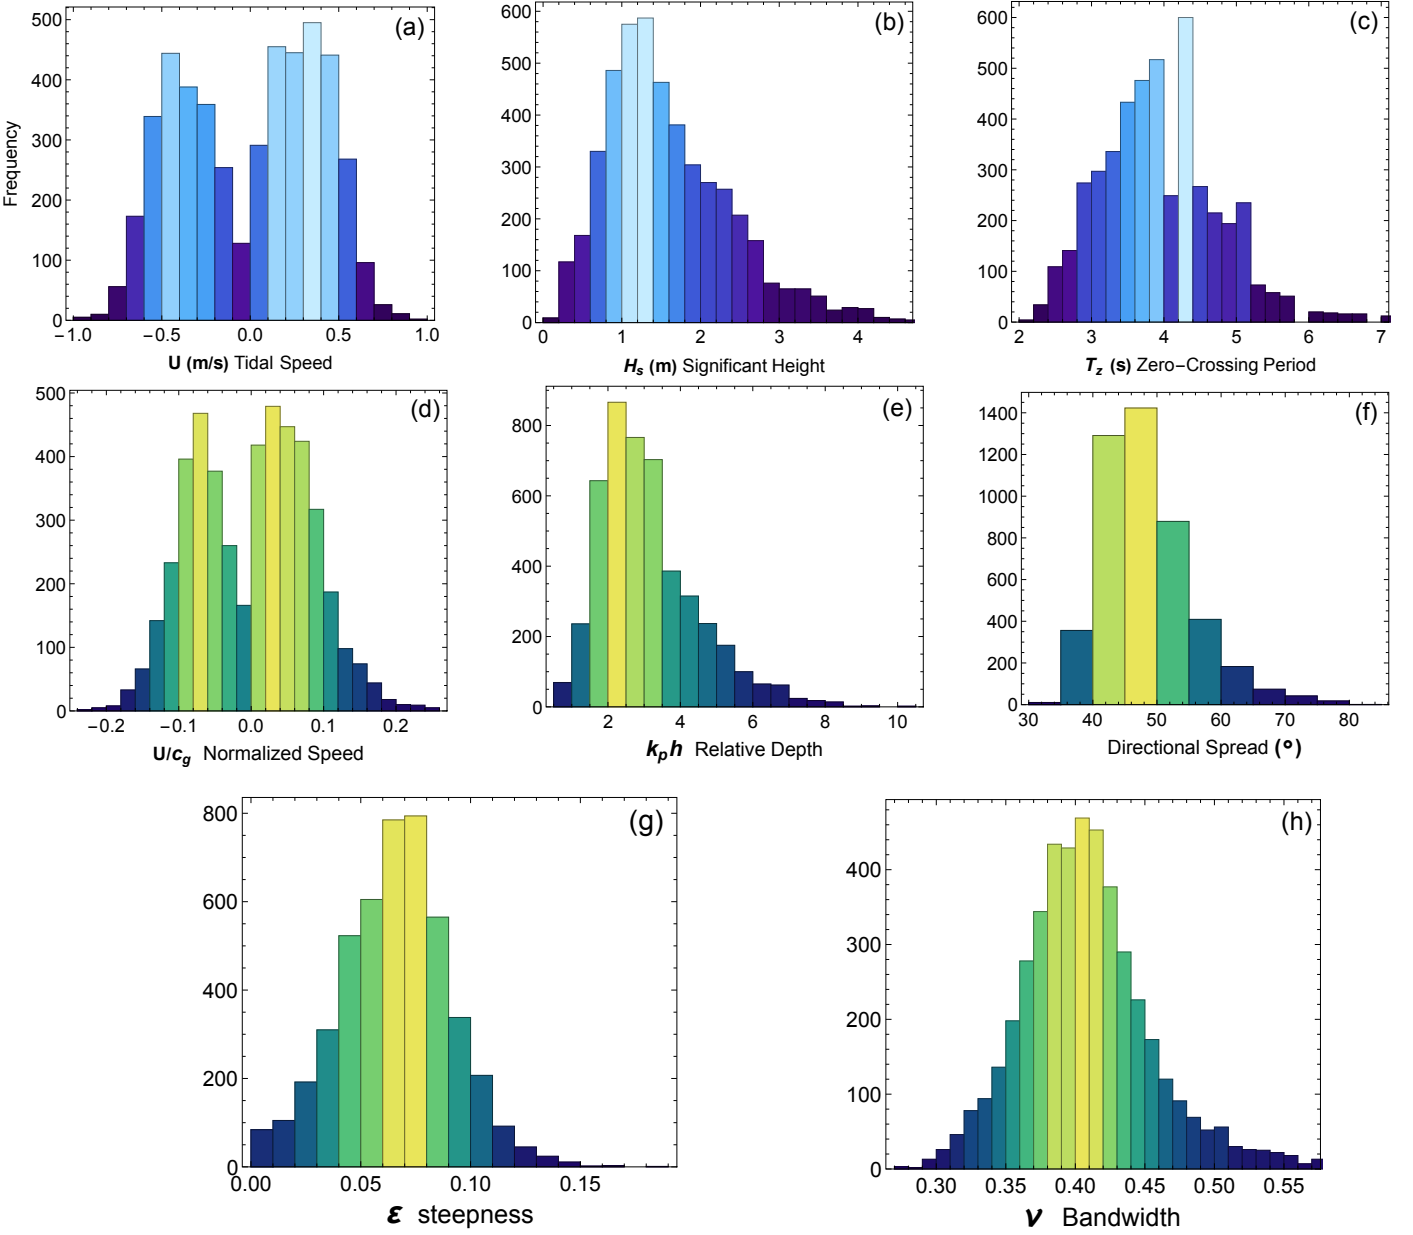 (a)
500
400
300
200
100
0
Frequency
−1.0 −0.5 0.0 0.5 1.0
U (m/s) Tidal Speed
(b)
600
500
400
300
200
100
0
0 1 2 3 4
Hs (m) Significant Height
(c)
600
500
400
300
200
100
0
2 3 4 5 6 7
Tz (s) Zero−Crossing Period
(d)
500
400
300
200
100
0
−0.2 −0.1 0.0 0.1 0.2
U/cg Normalized Speed
(e)
800
600
400
200
0
2 4 6 8 10
kph Relative Depth
(f)
1400
1200
1000
800
600
400
200
0
30 40 50 60 70 80
Directional Spread (°)
(g)
800
600
400
200
0
0.00 0.05 0.10 0.15
ε steepness
(h)
400
300
200
100
0
0.30 0.35 0.40 0.45 0.50 0.55
ν Bandwidth